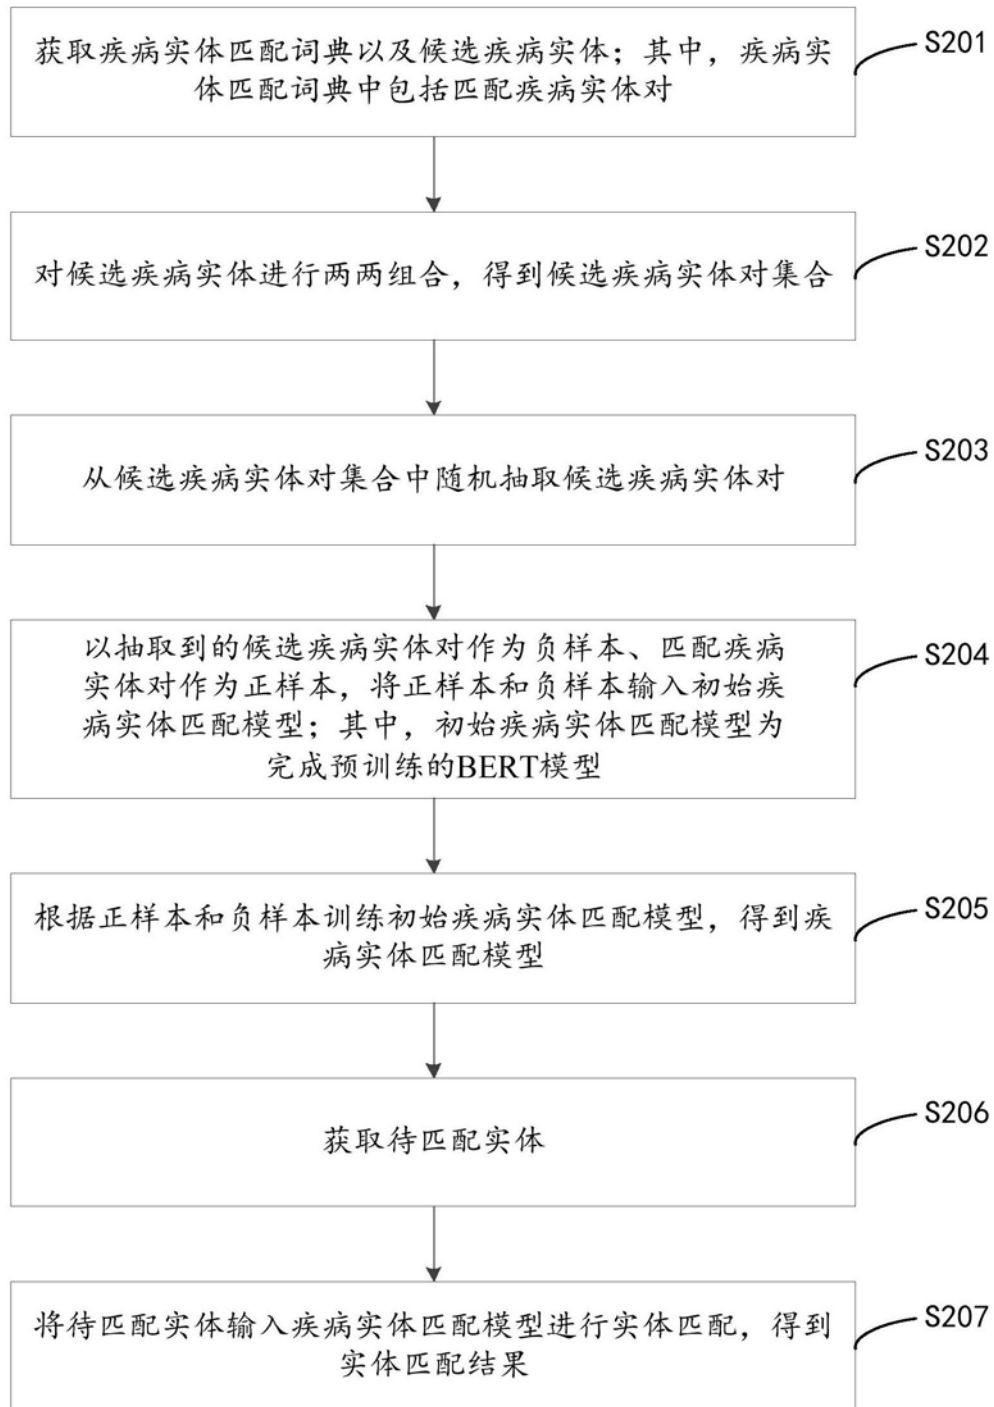 获取疾病实体匹配词典以及候选疾病实体；其中，疾病实
体匹配词典中包括匹配疾病实体对
S201
对候选疾病实体进行两两组合，得到候选疾病实体对集合
S202
从候选疾病实体对集合中随机抽取候选疾病实体对
S203
以抽取到的候选疾病实体对作为负样本、匹配疾病
实体对作为正样本，将正样本和负样本输入初始疾
病实体匹配模型；其中，初始疾病实体匹配模型为
完成预训练的BERT模型
S204
根据正样本和负样本训练初始疾病实体匹配模型，得到疾
病实体匹配模型
S205
获取待匹配实体
S206
将待匹配实体输入疾病实体匹配模型进行实体匹配，得到
实体匹配结果
S207